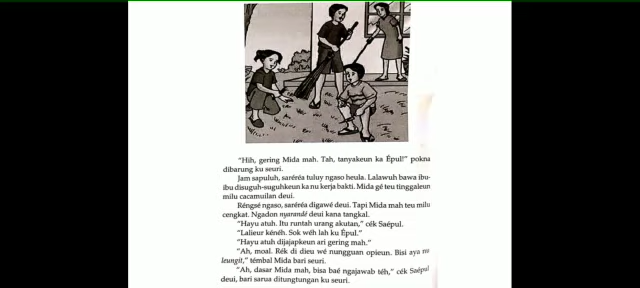 "Hih, gering Mida mah. Tah, tanyakeun ka Épul!" pokna
dibarung ku seuri.
Jam sapuluh, saréréa tuluy ngaso heula. Lalawuh bawa ibu-
ibu disuguh-suguhkeun ka nu kerja bakti. Mida gé teu tinggaleun
milu cacamuilan deui.
Réngsé ngaso, saréréa digawé deui. Tapi Mida mah teu milu
cengkat. Ngadon nyarandé deui kana tangkal.
"Hayu atuh. Itu runtah urang akutan," cék Saépul.
"Lalieur kénéh. Sok wéh lah ku Épul."
"Hayu atuh dijajapkeun ari gering mah."
"Ah, moal. Rék di dieu wé nungguan opieun. Bisi aya nu
leungit," témbal Mida bari seuri.
"Ah, dasar Mida mah, bisa baé ngajawab téh," cék Saépul
deui, bari sarua ditungtungan ku seuri.